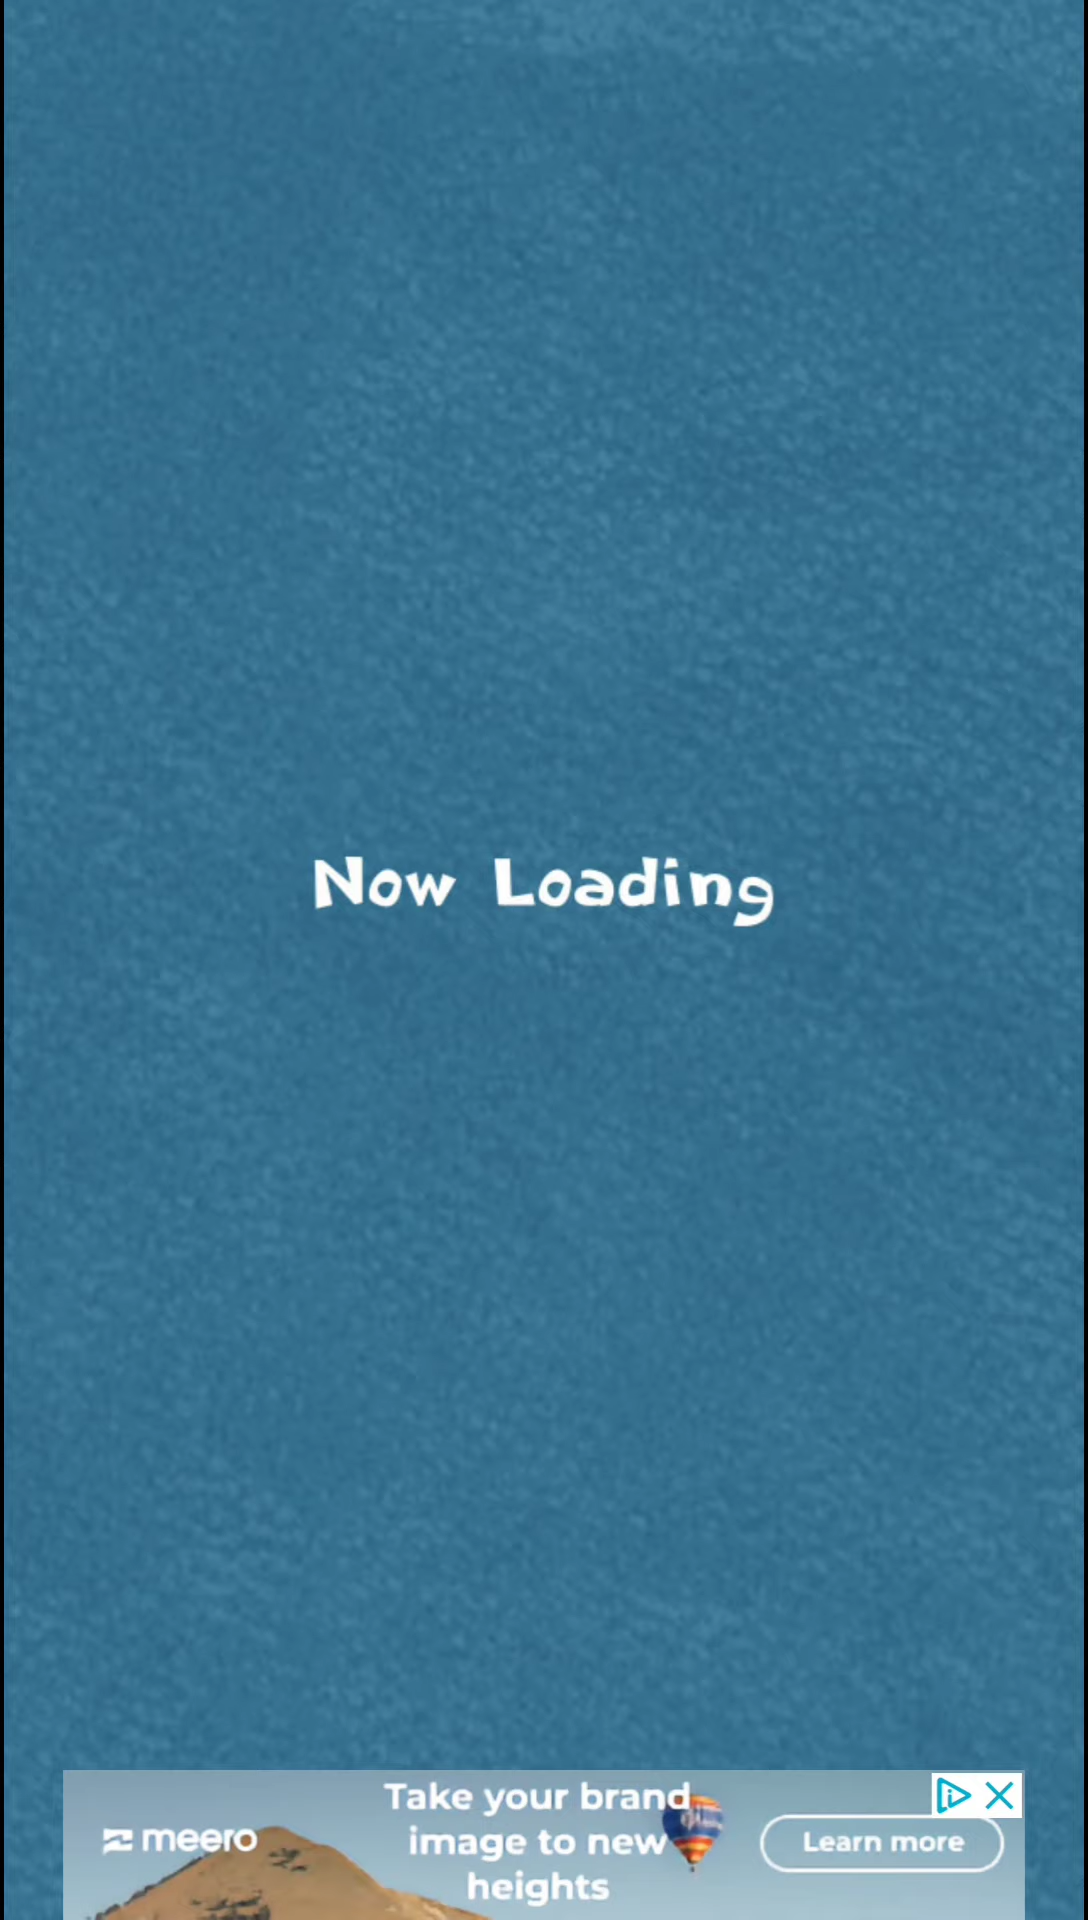 Now Loading
meero
Take your brand
image to new
heights
Learn more